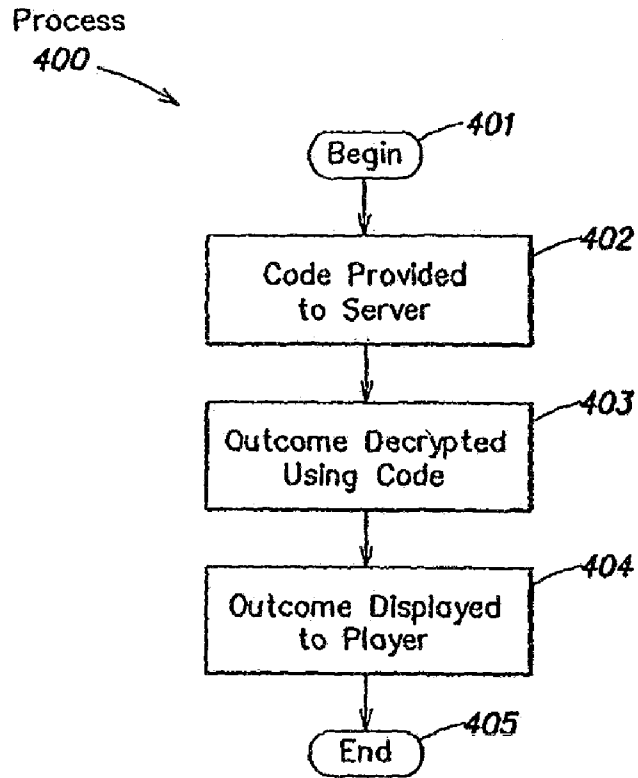 Process
400
401
Begin
402
Code Provided
to Server
403
Outcome Decrypted
Using Code
404
Outcome Displayed
to Player
405
End